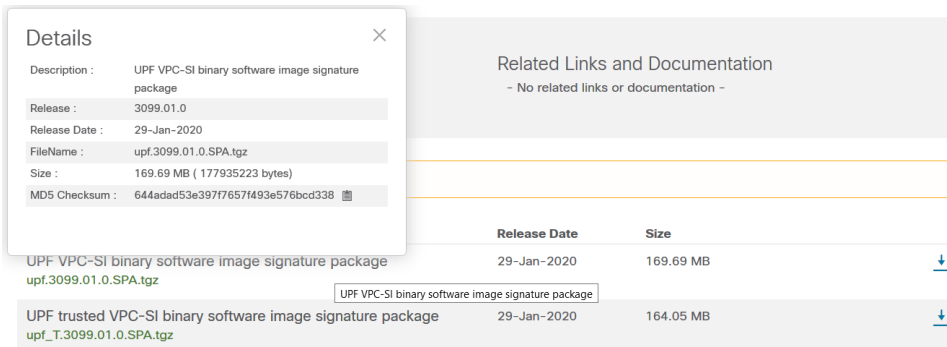 Details
Description : UPF VPC-SI binary software image signature
package
Release : 3099.01.0
Release Date : 29-Jan-2020
FileName : upf.3099.01.0.SPA.tgz
Size : 169.69 MB ( 177935223 bytes)
MD5 Checksum : 644adad53e397f7657f493e576bcd338
Related Links and Documentation
- No related links or documentation -
Release Date Size
UPF VPC-SI binary software image signature package 29-Jan-2020 169.69 MB
upf.3099.01.0.SPA.tgz
UPF VPC-SI binary software image signature package
UPF trusted VPC-SI binary software image signature package 29-Jan-2020 164.05 MB
upf_T.3099.01.0.SPA.tgz